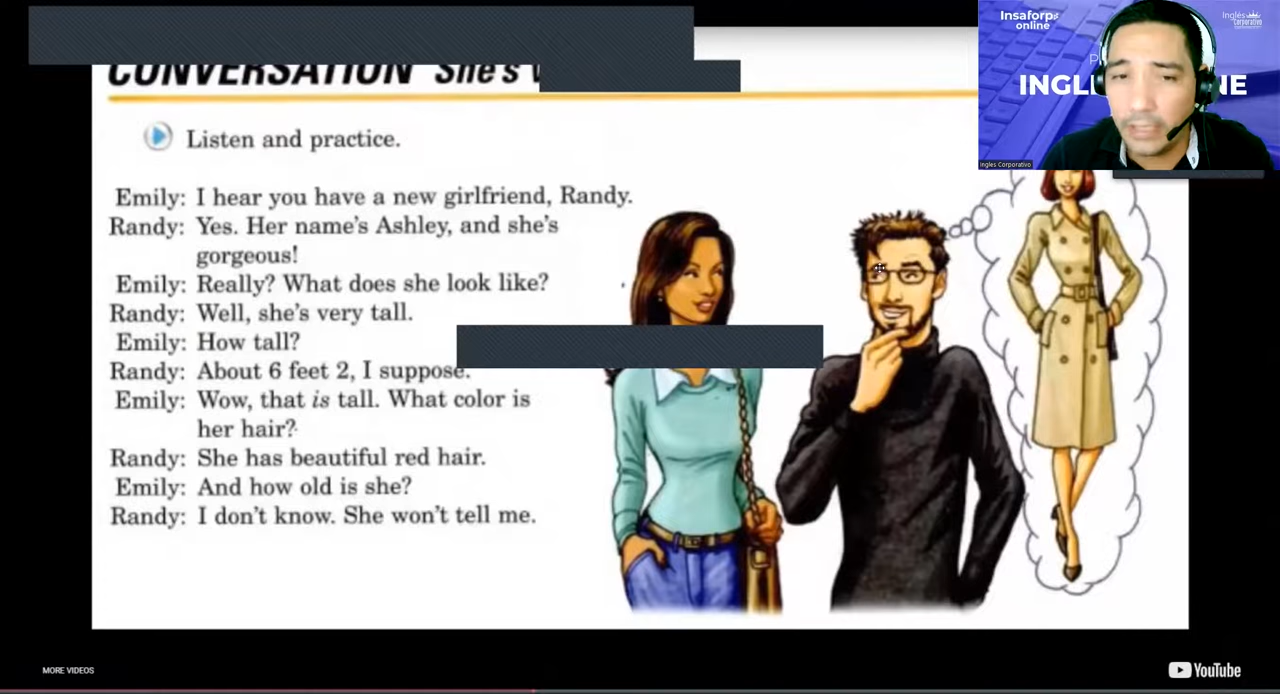 Insaforp
online
Inglés
Corporativo
CONVERSATION She's
Listen and practice.
Emily: I hear you have a new girlfriend, Randy.
Randy: Yes. Her name's Ashley, and she's
gorgeous!
Emily: Really? What does she look like?
Randy: Well, she's very tall.
Emily: How tall?
Randy: About 6 feet 2, I suppose.
Emily: Wow, that is tall. What color is
her hair?
Randy: She has beautiful red hair.
Emily: And how old is she?
Randy: I don't know. She won't tell me.
Ingles Corporativo
MORE VIDEOS
YouTube